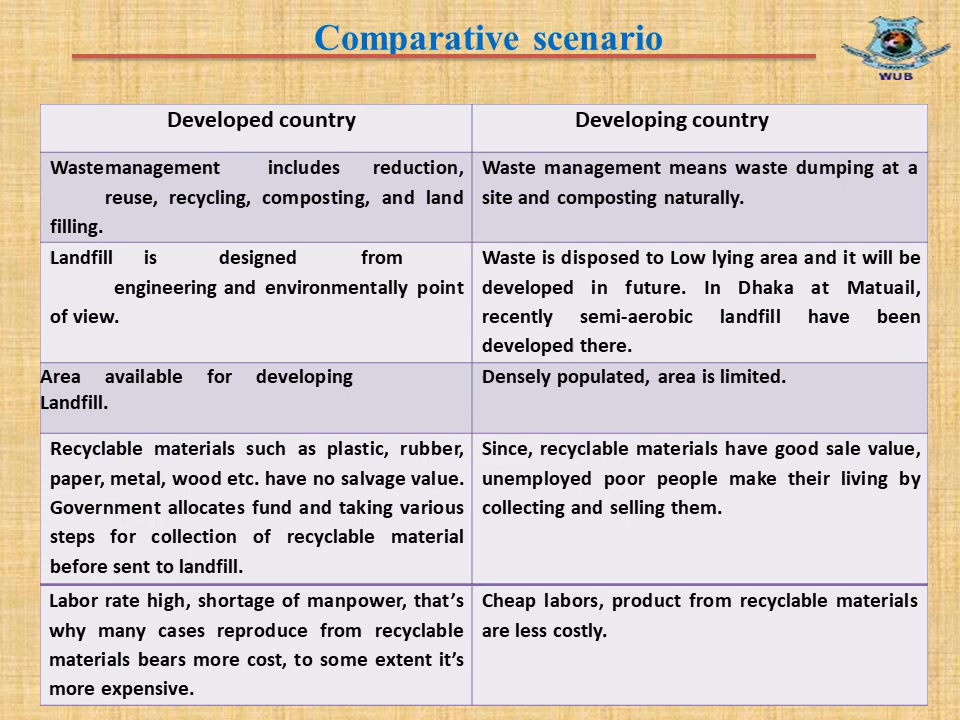 Comparative scenario
WUB
Developed country
Developing country
Wastemanagement includes reduction,
reuse, recycling, composting, and land
filling.
Waste management means waste dumping at a
site and composting naturally.
Landfill is designed from
engineering and environmentally point
of view.
Waste is disposed to Low lying area and it will be
developed in future. In Dhaka at Matuail,
recently semi-aerobic landfill have been
developed there.
Area available for developing
Landfill.
Densely populated, area is limited.
Recyclable materials such as plastic, rubber,
paper, metal, wood etc. have no salvage value.
Government allocates fund and taking various
steps for collection of recyclable material
before sent to landfill.
Since, recyclable materials have good sale value,
unemployed poor people make their living by
collecting and selling them.
Labor rate high, shortage of manpower, that’s
why many cases reproduce from recyclable
materials bears more cost, to some extent it’s
more expensive.
Cheap labors, product from recyclable materials
are less costly.